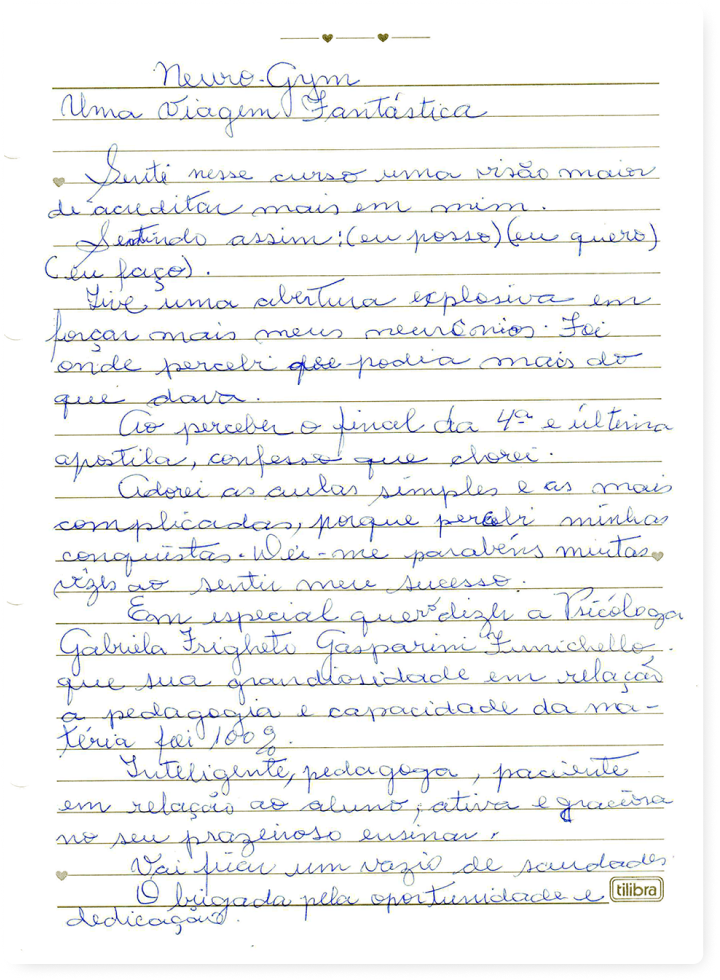 Neuro-Gym
Uma Viagem Fantástica
Senti nesse curso uma visão maior
de acreditar mais em mim.
Sentindo assim: (eu posso) (eu quero)
(eu faço).
Tive uma abertura explosiva em
forçar mais meus neurônios. Foi
onde percebi que podia mais do
que dava.
Ao perceber o final da 4ª e última
apostila, confesso que chorei.
Adorei as aulas simples e as mais
complicadas, porque percebi minhas
conquistas. Dei-me parabéns muitas
vezes ao sentir meu sucesso.
Em especial quero dizer a Psicóloga
Gabriela Frigheto Gasparini Fumichello.
que sua grandiosidade em relação
a pedagogia e capacidade da ma-
téria foi 100%.
Inteligente, pedagoga, paciente
em relação ao aluno, ativa e graciosa
no seu prazeiroso ensinar.
Vai ficar um vazio de saudades.
Obrigada pela oportunidade e
dedicação.
tilibra